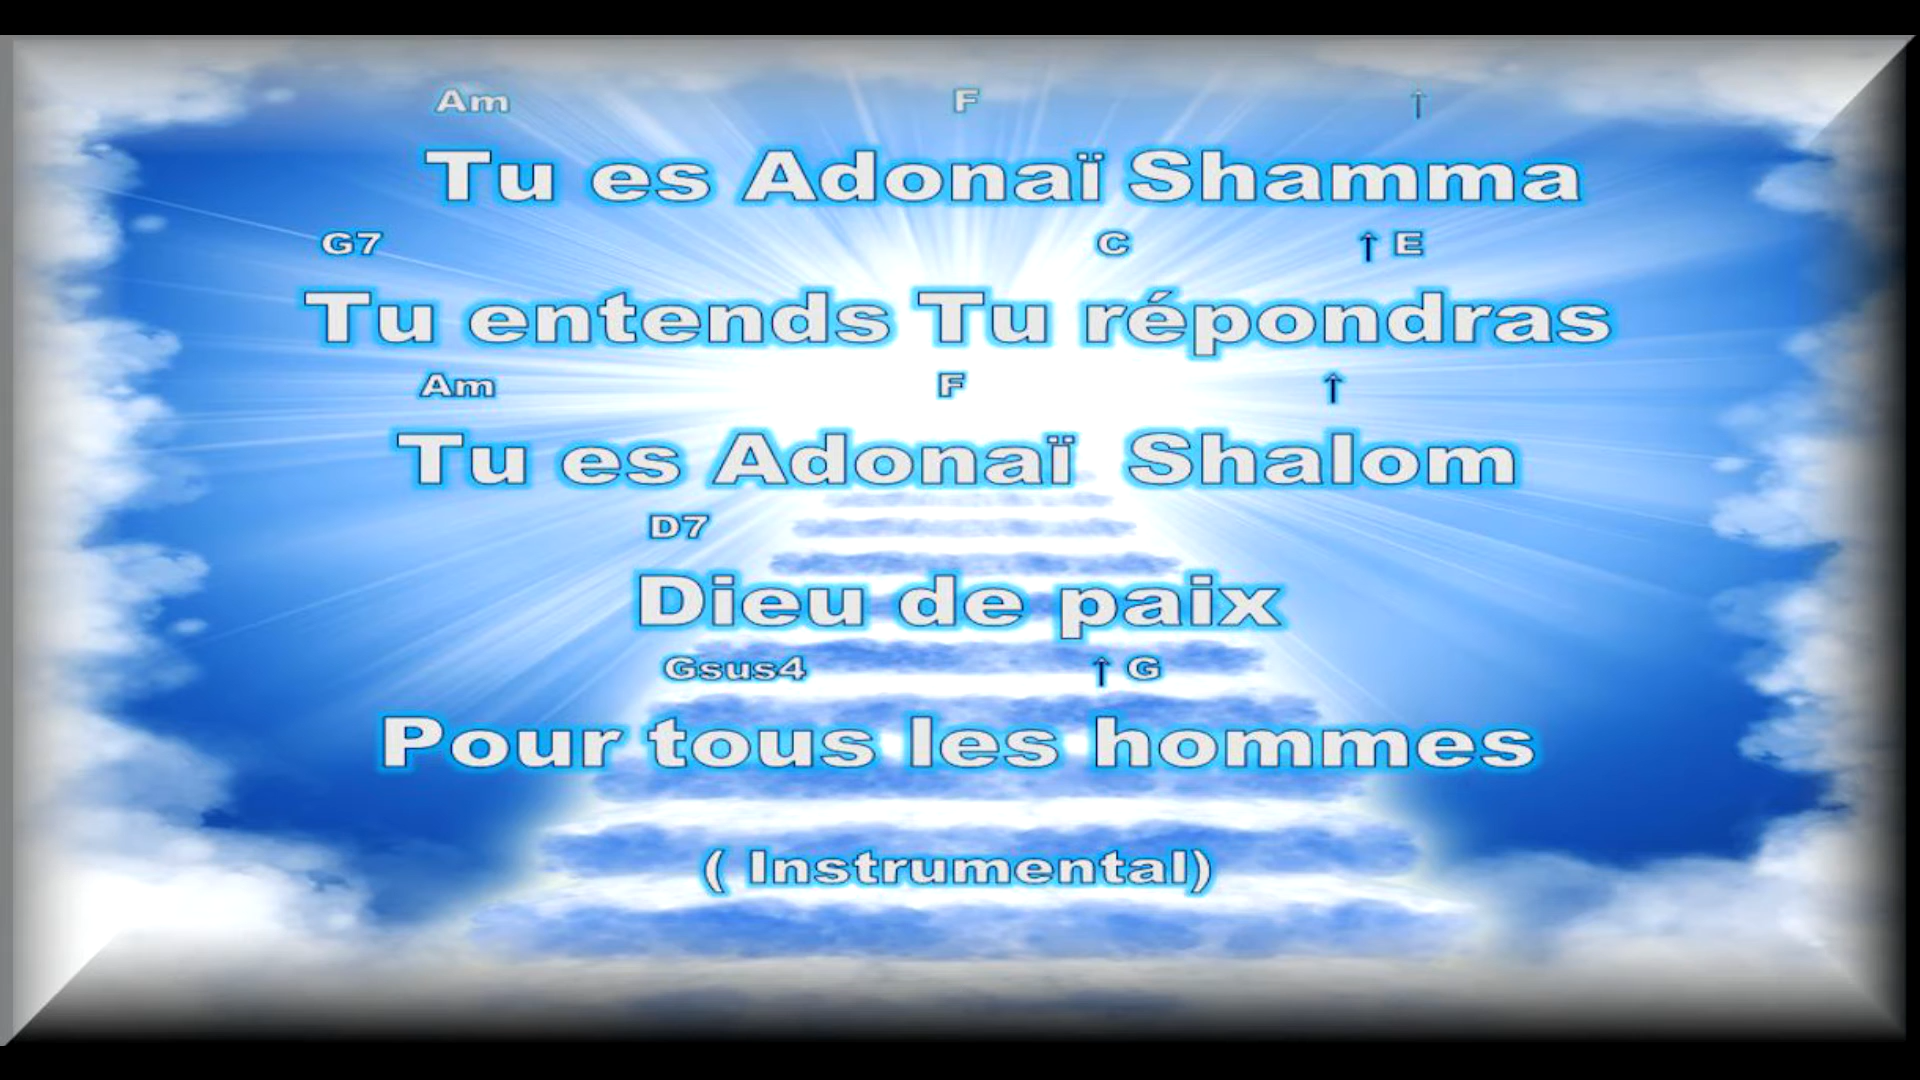 Am F ↑
Tu es Adonaï Shamma
G7 C ↑ E
Tu entends Tu répondras
Am F ↑
Tu es Adonaï Shalom
D7
Dieu de paix
Gsus4 ↑ G
Pour tous les hommes
( Instrumental)